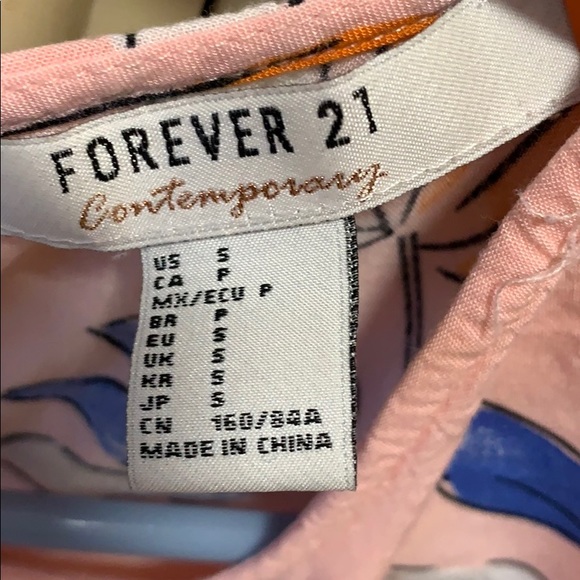 FOREVER 21
Contemporary
US S
CA P
MX/ECU P
BR P
EU S
UK S
KR S
JP S
CN 160/84A
MADE IN CHINA